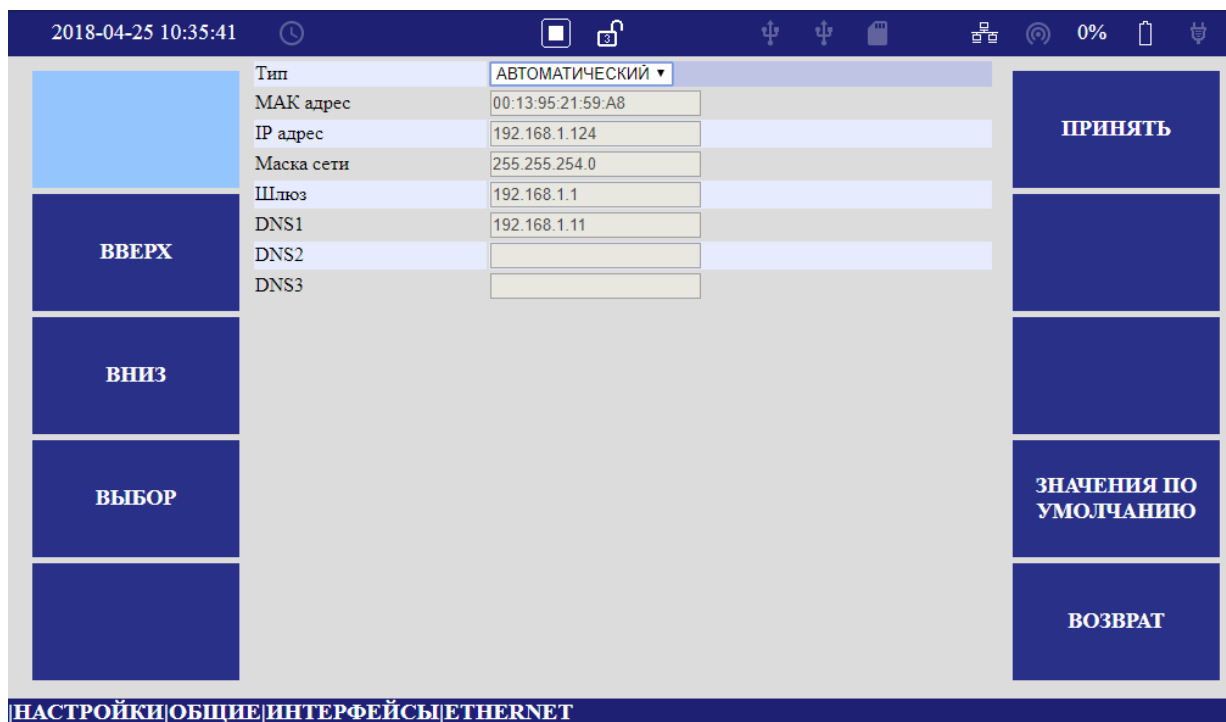 2018-04-25 10:35:41 3 0%
Тип АВТОМАТИЧЕСКИЙ
МАК адрес 00:13:95:21:59:A8
IP адрес 192.168.1.124
Маска сети 255.255.254.0
Шлюз 192.168.1.1
DNS1 192.168.1.11
DNS2
DNS3
ВВЕРХ
ВНИЗ
ВЫБОР
ПРИНЯТЬ
ЗНАЧЕНИЯ ПО
УМОЛЧАНИЮ
ВОЗВРАТ
|НАСТРОЙКИ|ОБЩИЕ|ИНТЕРФЕЙСЫ|ETHERNET